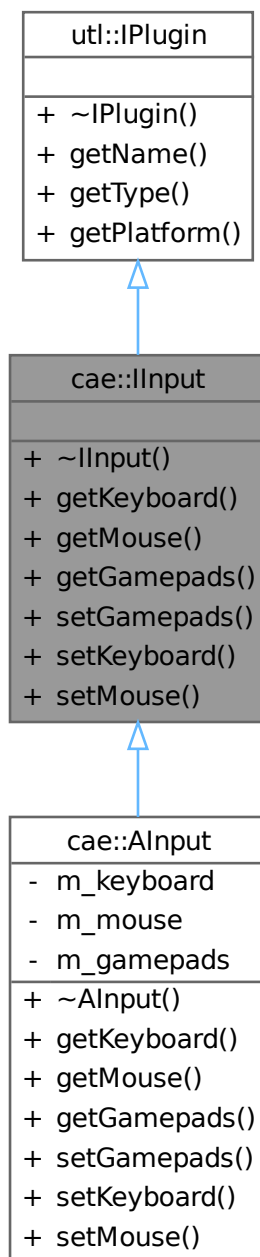 utl::IPlugin
+ ~IPlugin()
+ getName()
+ getType()
+ getPlatform()
cae::IInput
+ ~IInput()
+ getKeyboard()
+ getMouse()
+ getGamepads()
+ setGamepads()
+ setKeyboard()
+ setMouse()
cae::AInput
- m_keyboard
- m_mouse
- m_gamepads
+ ~AInput()
+ getKeyboard()
+ getMouse()
+ getGamepads()
+ setGamepads()
+ setKeyboard()
+ setMouse()